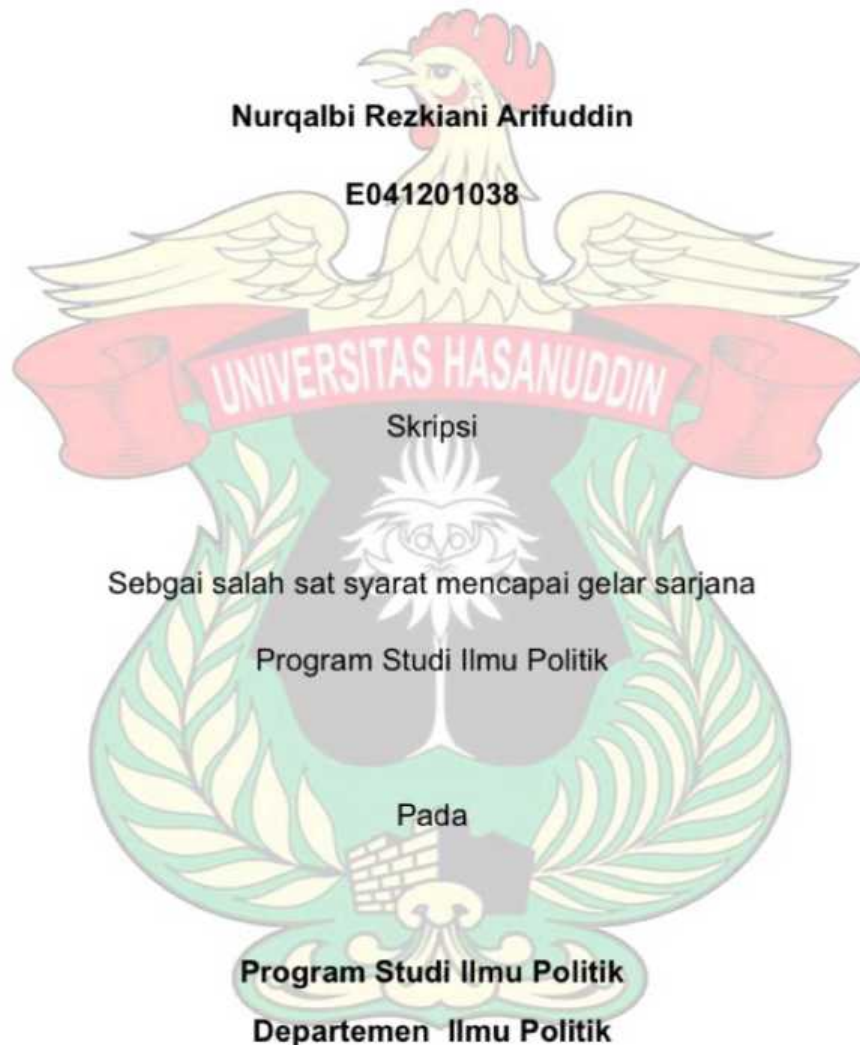 Nurqalbi Rezkiani Arifuddin
E041201038
UNIVERSITAS HASANUDDIN
Skripsi
Sebgai salah sat syarat mencapai gelar sarjana
Program Studi Ilmu Politik
Pada
Program Studi Ilmu Politik
Departemen Ilmu Politik